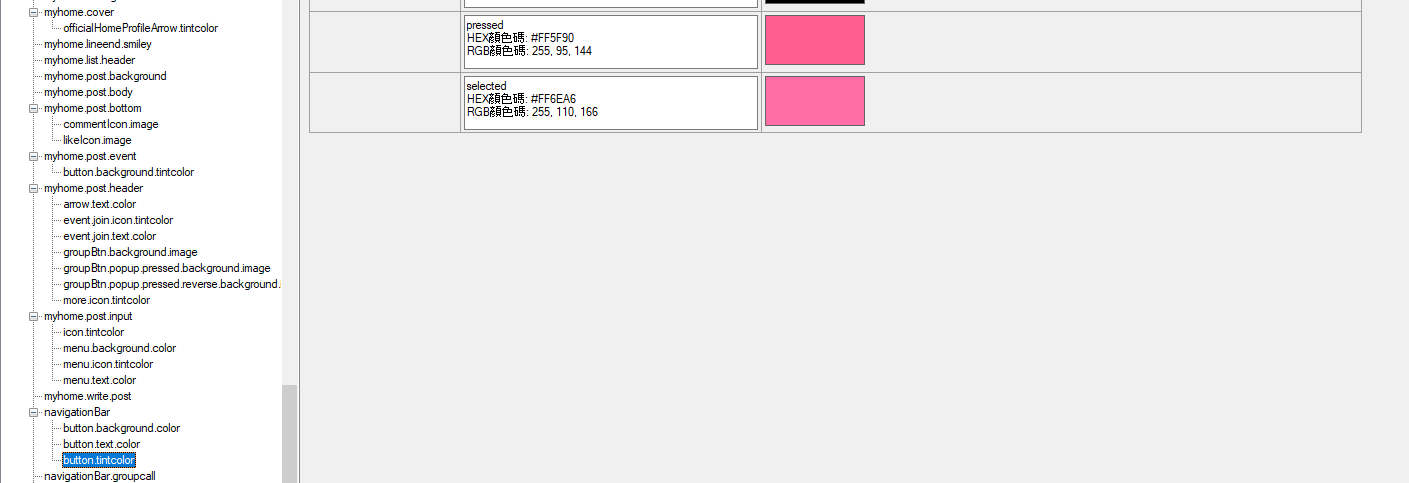 myhome.cover
officialHomeProfileArrow.tintcolor
myhome.lineend.smiley
myhome.list.header
myhome.post.background
myhome.post.body
myhome.post.bottom
commentIcon.image
likeIcon.image
myhome.post.event
button.background.tintcolor
myhome.post.header
arrow.text.color
event.join.icon.tintcolor
event.join.text.color
groupBtn.background.image
groupBtn.popup.pressed.background.image
groupBtn.popup.pressed.reverse.background.
more.icon.tintcolor
myhome.post.input
icon.tintcolor
menu.background.color
menu.icon.tintcolor
menu.text.color
myhome.write.post
navigationBar
button.background.color
button.text.color
button.tintcolor
navigationBar.groupcall
pressed
HEX顏色碼: #FF5F90
RGB顏色碼: 255, 95, 144
selected
HEX顏色碼: #FF6EA6
RGB顏色碼: 255, 110, 166